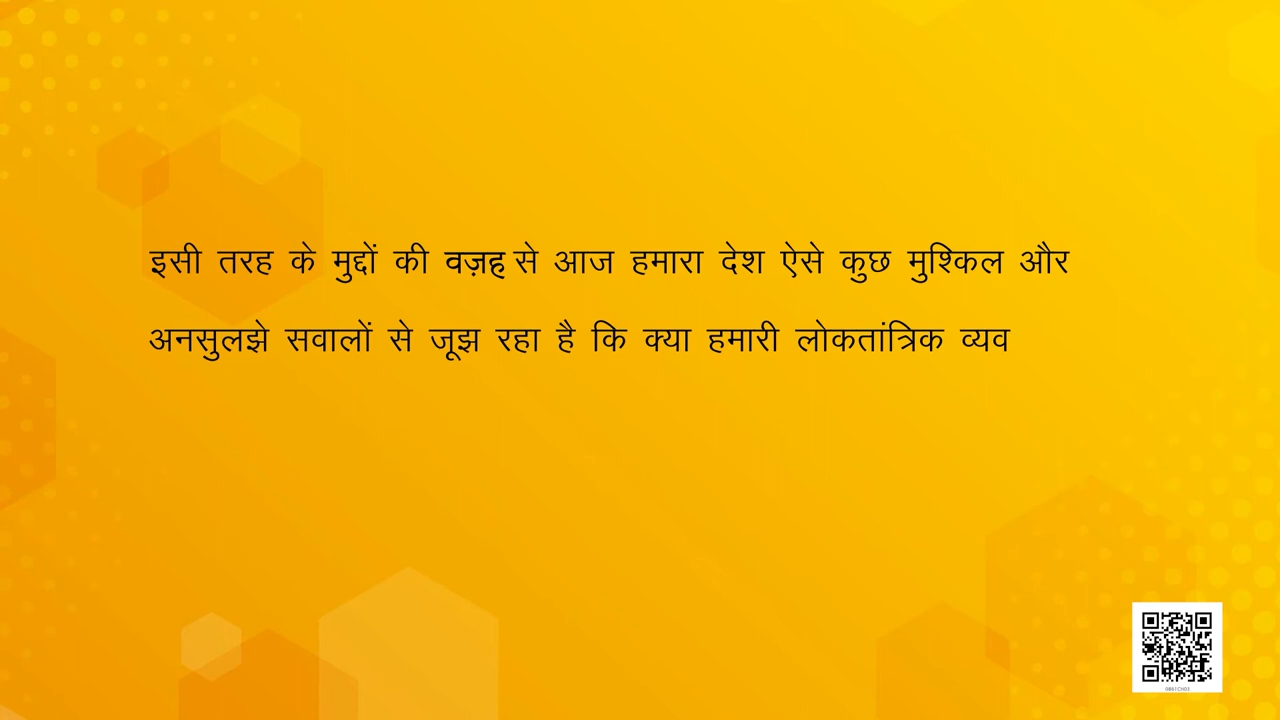 इसी तरह के मुद्दों की वज़ह से आज हमारा देश ऐसे कुछ मुश्किल और
अनसुलझे सवालों से जूझ रहा है कि क्या हमारी लोकतांत्रिक व्यव